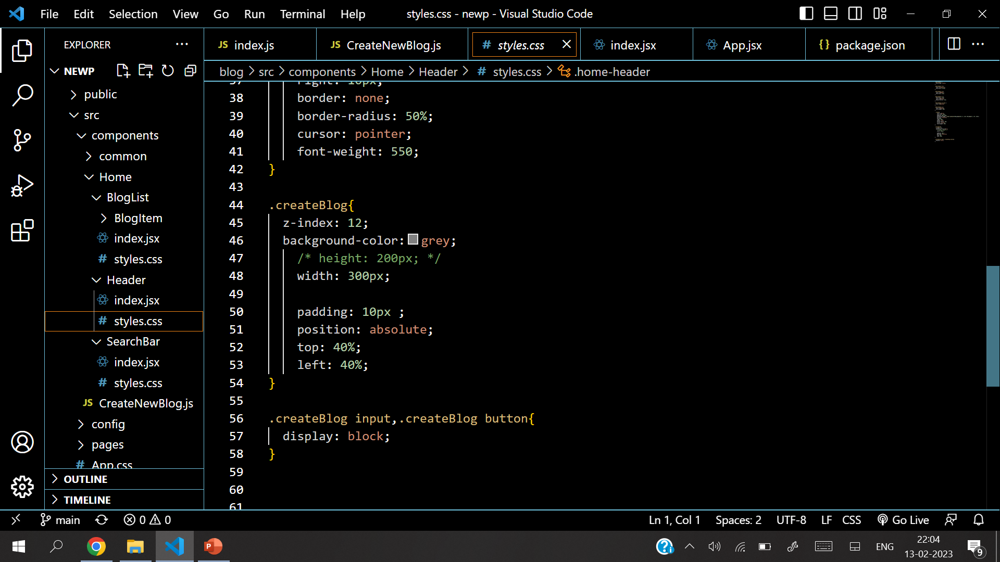 File Edit Selection View Go Run Terminal Help styles.css - newp - Visual Studio Code
EXPLORER
NEWP
public
src
components
common
Home
BlogList
BlogItem
index.jsx
# styles.css
Header
index.jsx
# styles.css
SearchBar
index.jsx
# styles.css
JS CreateNewBlog.js
config
pages
# App.css
OUTLINE
TIMELINE
JS index.js JS CreateNewBlog.js # styles.css index.jsx App.jsx {} package.json
blog > src > components > Home > Header > # styles.css > .home-header
37 right: 10px;
38 border: none;
39 border-radius: 50%;
40 cursor: pointer;
41 font-weight: 550;
42 }
43
44 .createBlog{
45 z-index: 12;
46 background-color: grey;
47 /* height: 200px; */
48 width: 300px;
49
50 padding: 10px ;
51 position: absolute;
52 top: 40%;
53 left: 40%;
54 }
55
56 .createBlog input,.createBlog button{
57 display: block;
58 }
59
60
61
main 0 0 Ln 1, Col 1 Spaces: 2 UTF-8 LF CSS Go Live
P ENG 22:04
13-02-2023 9